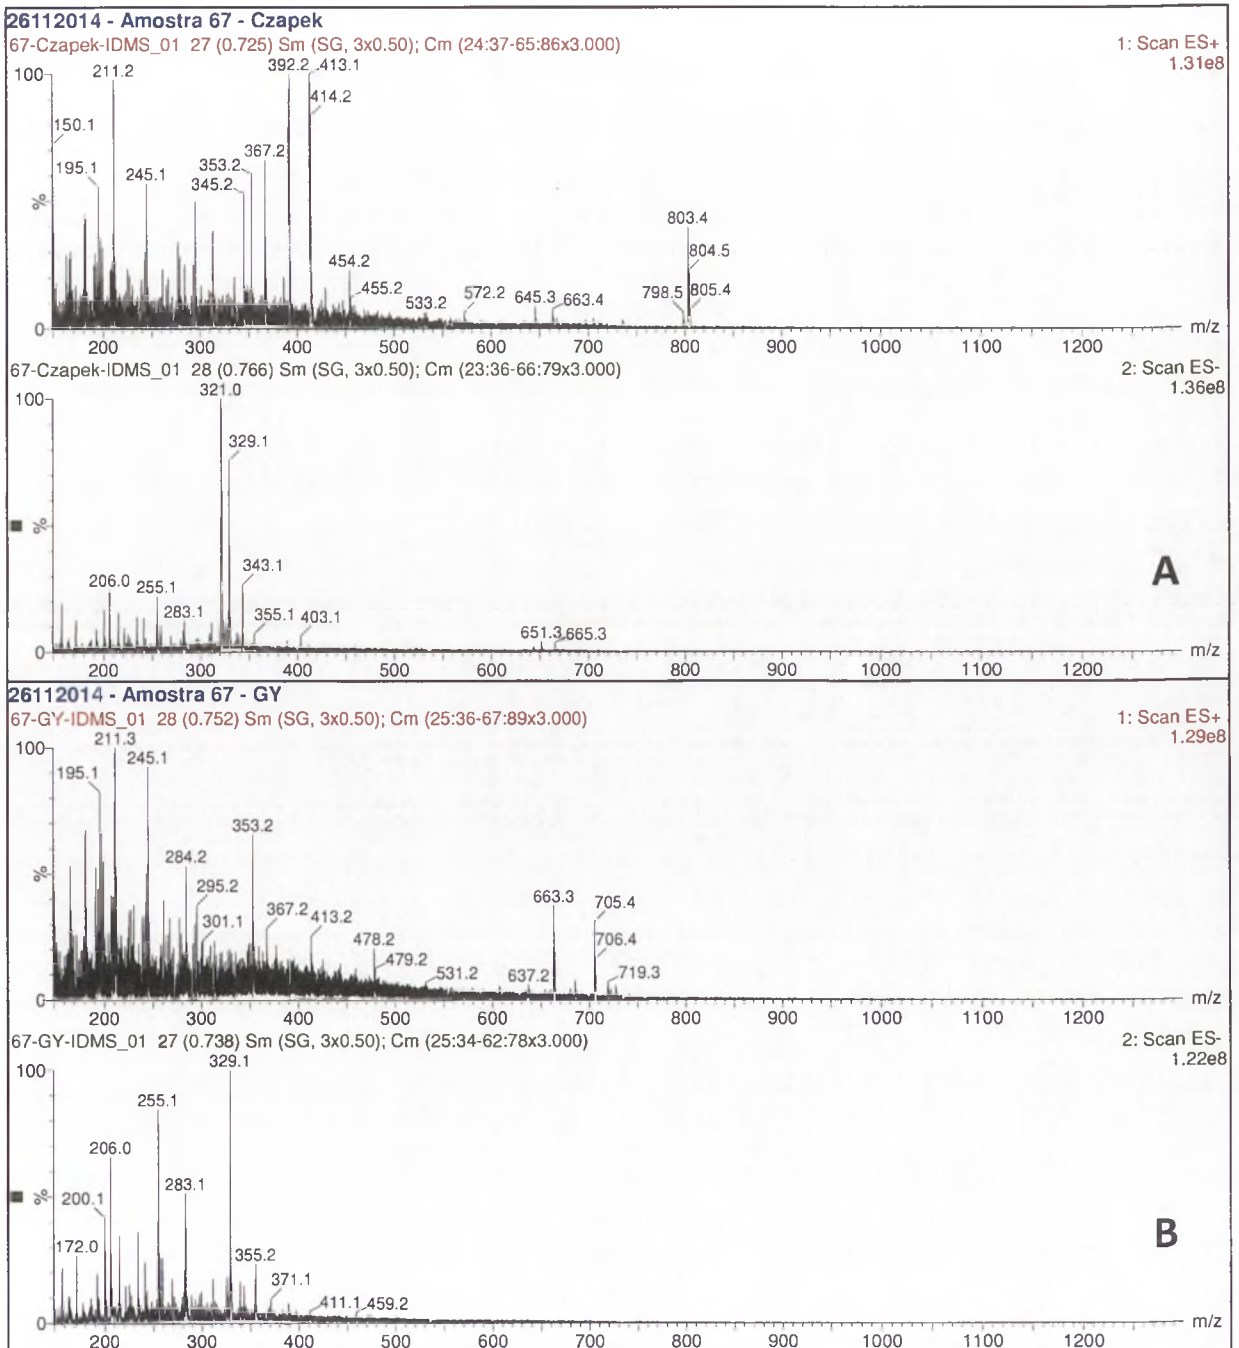 26112014 - Amostra 67 - Czapek
67-Czapek-IDMS_01 27 (0.725) Sm (SG, 3x0.50); Cm (24:37-65:86x3.000)
1: Scan ES+
1.31e8
100
211.2
392.2
413.1
414.2
150.1
195.1
245.1
353.2
345.2
367.2
%
803.4
804.5
798.5
805.4
454.2
455.2
533.2
572.2
645.3
663.4
0
200 300 400 500 600 700 800 900 1000 1100 1200
m/z
67-Czapek-IDMS_01 28 (0.766) Sm (SG, 3x0.50); Cm (23:36-66:79x3.000)
2: Scan ES-
1.36e8
100
321.0
329.1
%
343.1
206.0
255.1
283.1
355.1
403.1
651.3
665.3
A
0
200 300 400 500 600 700 800 900 1000 1100 1200
m/z
26112014 - Amostra 67 - GY
67-GY-IDMS_01 28 (0.752) Sm (SG, 3x0.50); Cm (25:36-67:89x3.000)
1: Scan ES+
1.29e8
100
211.3
195.1
245.1
353.2
284.2
%
295.2
301.1
367.2
413.2
478.2
479.2
531.2
637.2
663.3
705.4
706.4
719.3
0
200 300 400 500 600 700 800 900 1000 1100 1200
m/z
67-GY-IDMS_01 27 (0.738) Sm (SG, 3x0.50); Cm (25:34-62:78x3.000)
2: Scan ES-
1.22e8
100
329.1
255.1
206.0
283.1
%
200.1
172.0
355.2
371.1
411.1
459.2
B
0
200 300 400 500 600 700 800 900 1000 1100 1200
m/z